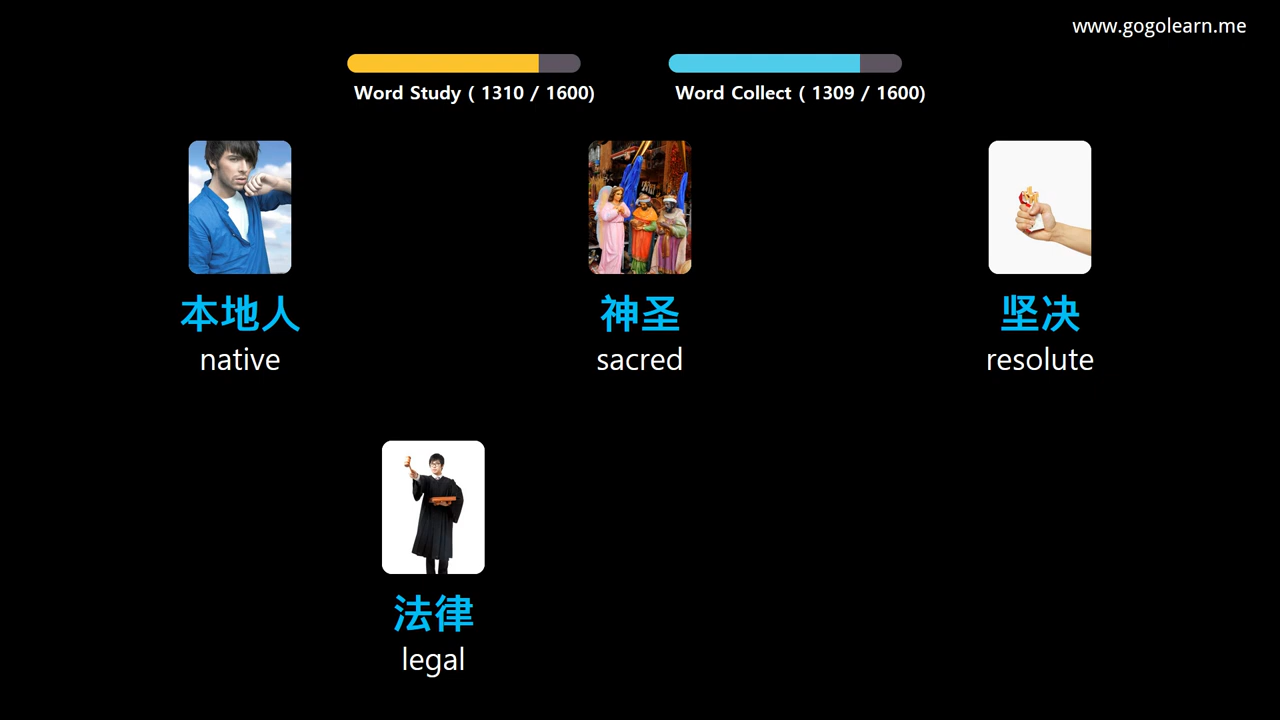 www.gogolearn.me
Word Study ( 1310 / 1600)
Word Collect ( 1309 / 1600)
本地人
native
神圣
sacred
坚决
resolute
法律
legal